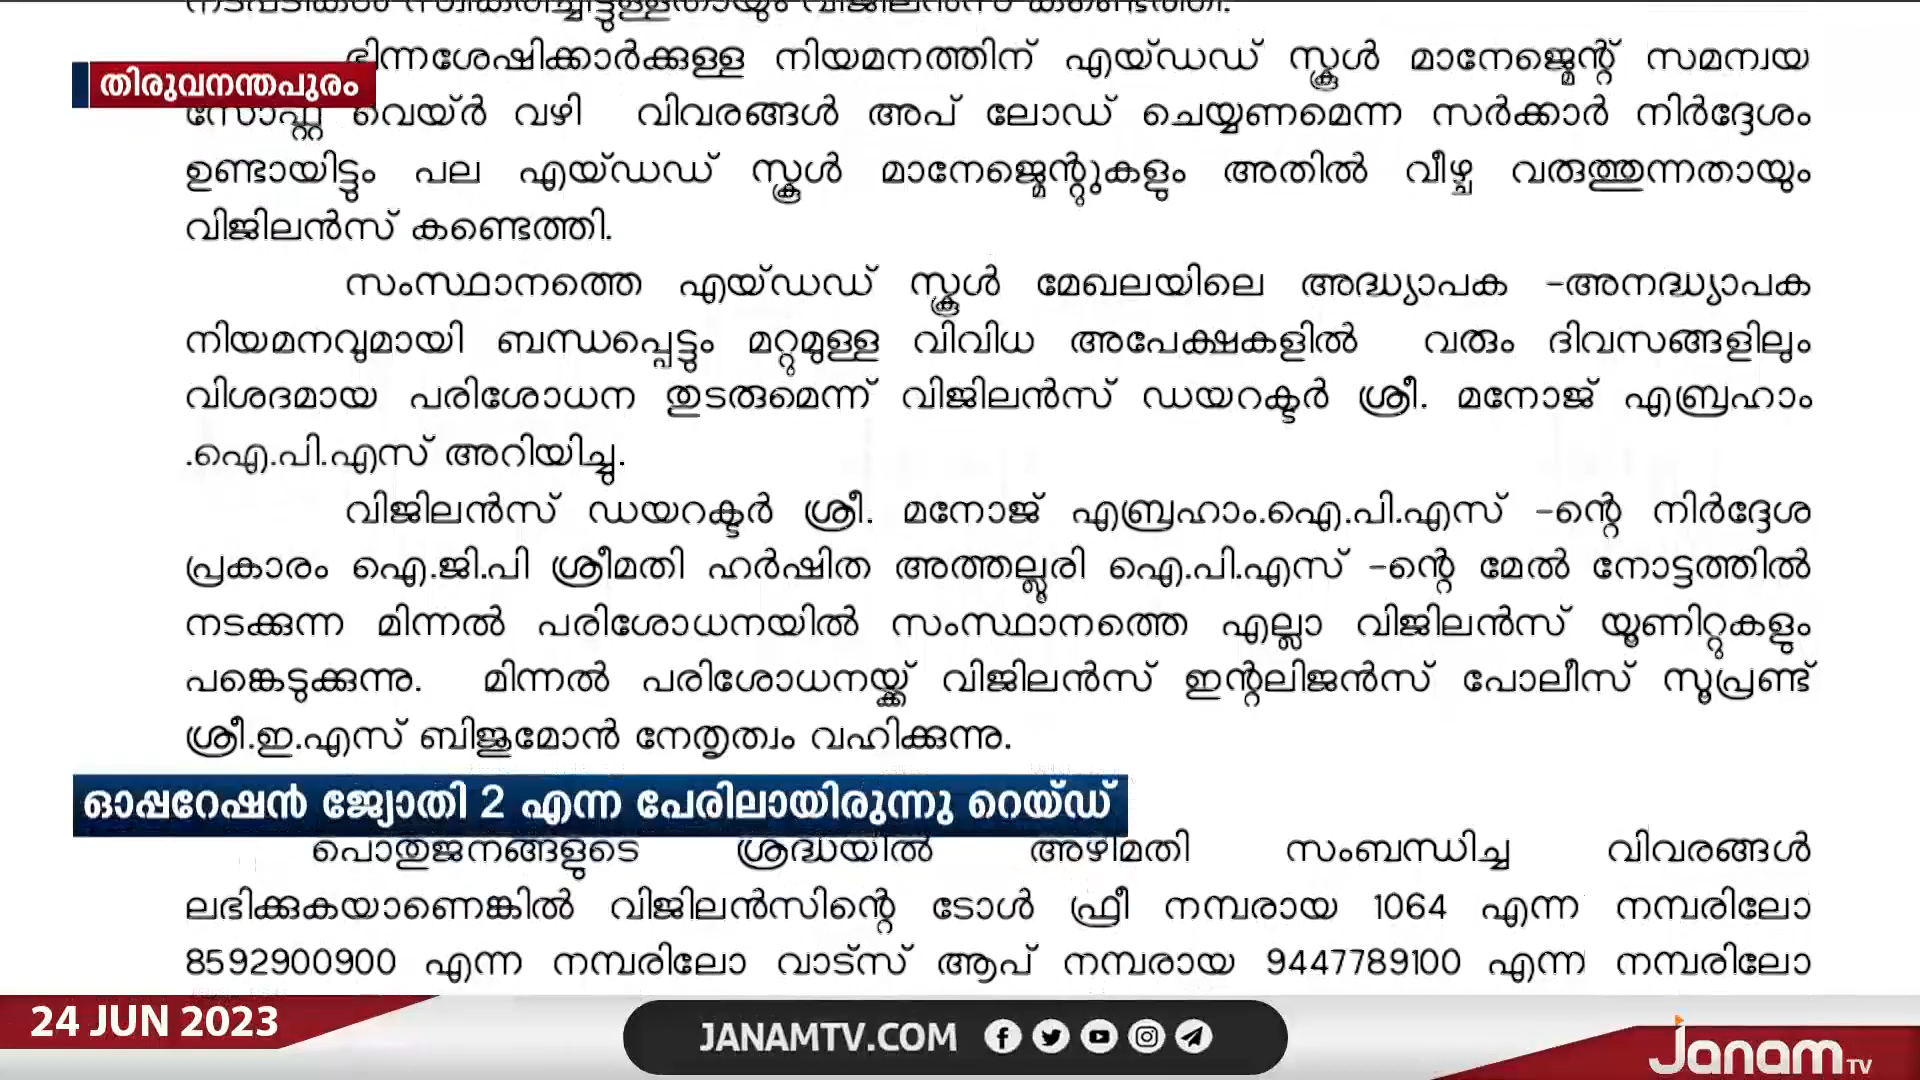 നടപടികൾ സ്വീകരിച്ചിട്ടുള്ളതായും വിജിലൻസ് കണ്ടെത്തി.
ഭിന്നശേഷിക്കാർക്കുള്ള നിയമനത്തിന് എയ്ഡഡ് സ്കൂൾ മാനേജ്മെന്റ് സമന്വയ
തിരുവനന്തപുരം
സോഫ്റ്റ് വെയ്ർ വഴി വിവരങ്ങൾ അപ് ലോഡ് ചെയ്യണമെന്ന സർക്കാർ നിർദ്ദേശം
ഉണ്ടായിട്ടും പല എയ്ഡഡ് സ്കൂൾ മാനേജ്മെന്റുകളും അതിൽ വീഴ്ച വരുത്തുന്നതായും
വിജിലൻസ് കണ്ടെത്തി.
സംസ്ഥാനത്തെ എയ്ഡഡ് സ്കൂൾ മേഖലയിലെ അദ്ധ്യാപക -അനദ്ധ്യാപക
നിയമനവുമായി ബന്ധപ്പെട്ടും മറ്റുമുള്ള വിവിധ അപേക്ഷകളിൽ വരും ദിവസങ്ങളിലും
വിശദമായ പരിശോധന തുടരുമെന്ന് വിജിലൻസ് ഡയറക്ടർ ശ്രീ. മനോജ് എബ്രഹാം
.ഐ.പി.എസ് അറിയിച്ചു.
വിജിലൻസ് ഡയറക്ടർ ശ്രീ. മനോജ് എബ്രഹാം.ഐ.പി.എസ് -ന്റെ നിർദ്ദേശ
പ്രകാരം ഐ.ജി.പി ശ്രീമതി ഹർഷിത അത്തല്ലൂരി ഐ.പി.എസ് -ന്റെ മേൽ നോട്ടത്തിൽ
നടക്കുന്ന മിന്നൽ പരിശോധനയിൽ സംസ്ഥാനത്തെ എല്ലാ വിജിലൻസ് യൂണിറ്റുകളും
പങ്കെടുക്കുന്നു. മിന്നൽ പരിശോധനയ്ക്ക് വിജിലൻസ് ഇന്റലിജൻസ് പോലീസ് സൂപ്രണ്ട്
ശ്രീ.ഇ.എസ് ബിജൂമോൻ നേതൃത്വം വഹിക്കുന്നു.
ഓപ്പറേഷൻ ജ്യോതി 2 എന്ന പേരിലായിരുന്നു റെയ്ഡ്
പൊതുജനങ്ങളുടെ ശ്രദ്ധയിൽ അഴിമതി സംബന്ധിച്ച വിവരങ്ങൾ
ലഭിക്കുകയാണെങ്കിൽ വിജിലൻസിന്റെ ടോൾ ഫ്രീ നമ്പരായ 1064 എന്ന നമ്പരിലോ
8592900900 എന്ന നമ്പരിലോ വാട്സ് ആപ് നമ്പരായ 9447789100 എന്ന നമ്പരിലോ
24 JUN 2023
JANAMTV.COM
Janam TV